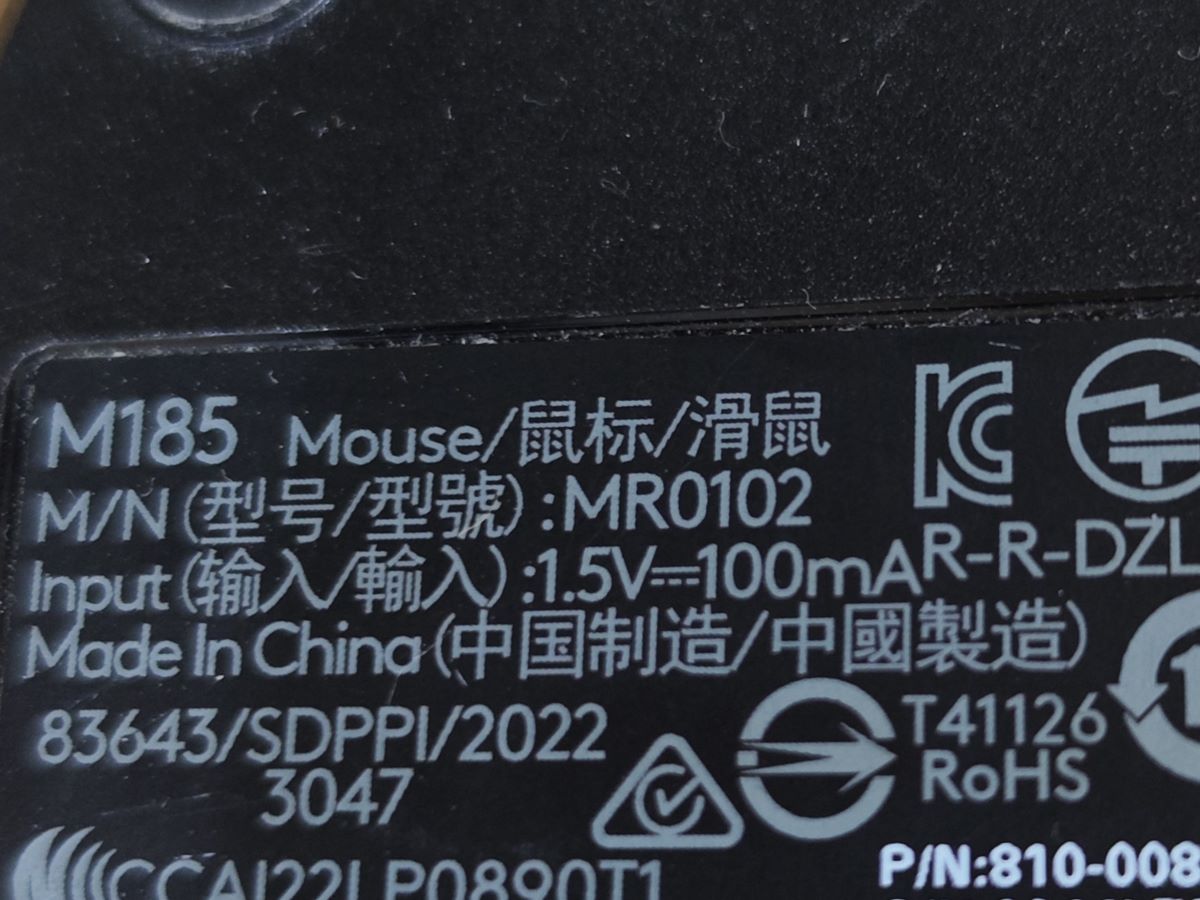 M185 Mouse/鼠标/滑鼠
M/N (型号/型號) :MR0102
Input (输入/輸入) :1.5V⎓100mA
R-R-DZL
Made In China (中国制造/中國製造)
83643/SDPPI/2022
3047
T41126
RoHS
CCAI22LP0890T1
P/N:810-008